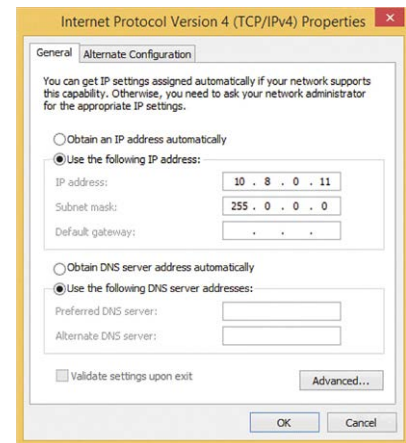 Internet Protocol Version 4 (TCP/IPv4) Properties
General
Alternate Configuration
You can get IP settings assigned automatically if your network supports
this capability. Otherwise, you need to ask your network administrator
for the appropriate IP settings.
Obtain an IP address automatically
Use the following IP address:
IP address: 10 . 8 . 0 . 11
Subnet mask: 255 . 0 . 0 . 0
Default gateway: . . .
Obtain DNS server address automatically
Use the following DNS server addresses:
Preferred DNS server:
Alternate DNS server:
Validate settings upon exit
Advanced...
OK
Cancel